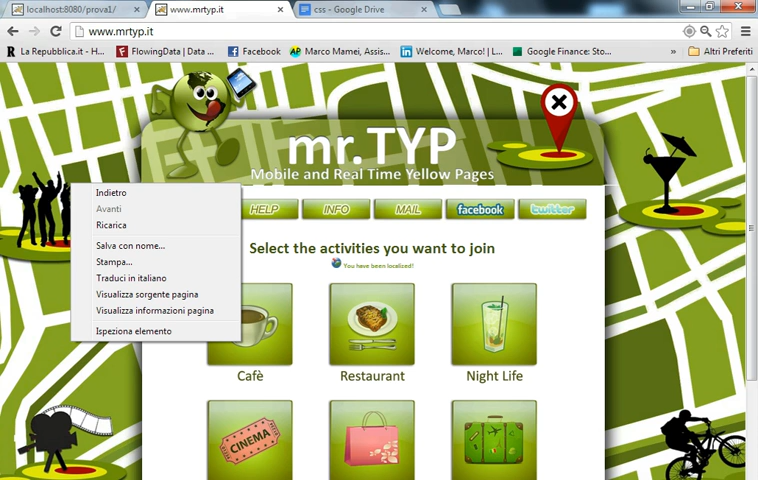 localhost:8080/prova1/
www.mrtyp.it
css - Google Drive
www.mrtyp.it
La Repubblica.it - H...
FlowingData | Data ...
Facebook
Marco Mamei, Assis...
Welcome, Marco! | L...
Google Finance: Sto...
»
Altri Preferiti
mr.TYP
Mobile and Real Time Yellow Pages
HELP
INFO
MAIL
facebook
twitter
Indietro
Avanti
Ricarica
Salva con nome...
Stampa...
Traduci in italiano
Visualizza sorgente pagina
Visualizza informazioni pagina
Ispeziona elemento
Select the activities you want to join
You have been localized!
Cafè
Restaurant
Night Life
CINEMA